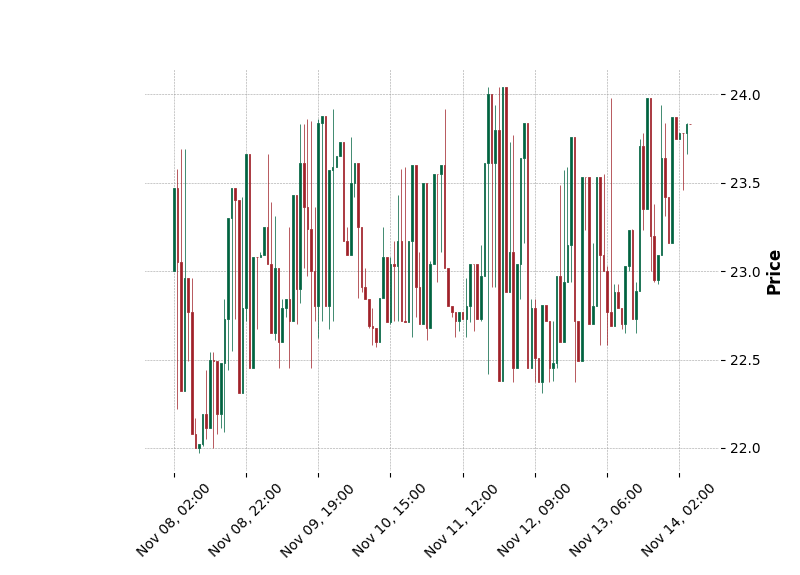 24.0
23.5
23.0
22.5
22.0
Price
Nov 08, 02:00
Nov 08, 22:00
Nov 09, 19:00
Nov 10, 15:00
Nov 11, 12:00
Nov 12, 09:00
Nov 13, 06:00
Nov 14, 02:00